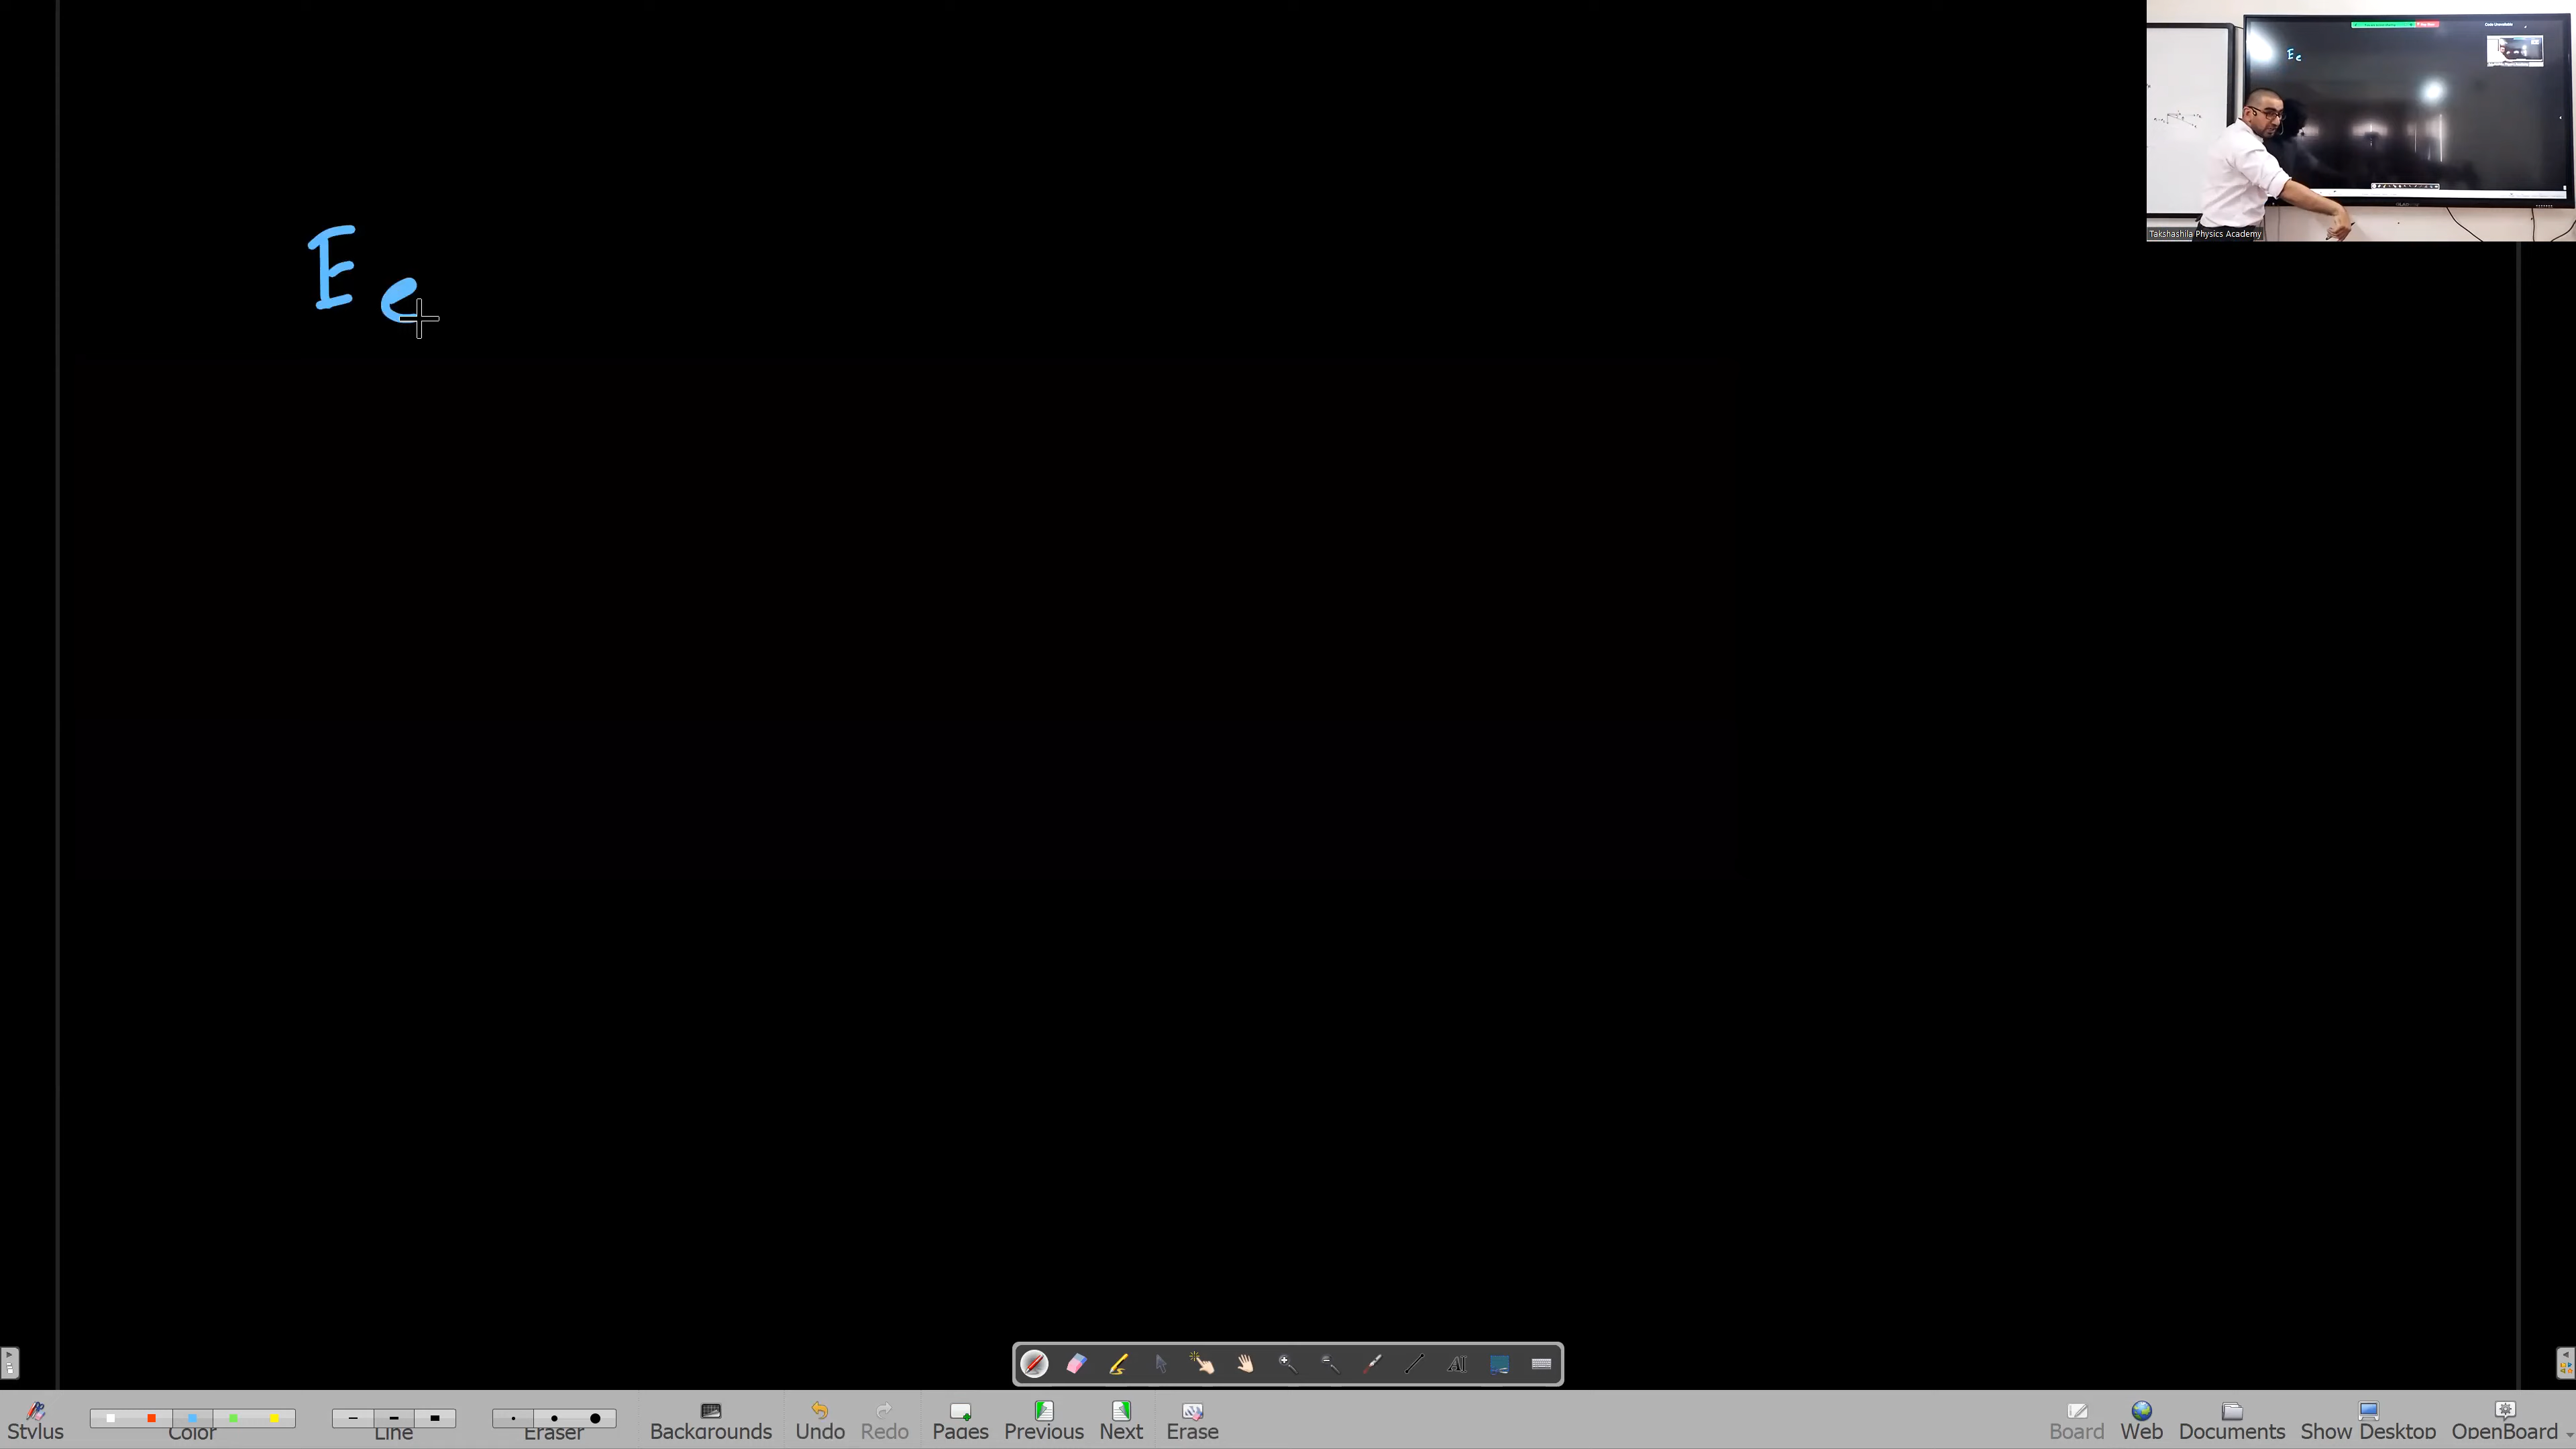 Ee
Takshashila Physics Academy
Stylus
Color
Line
Eraser
Backgrounds
Undo
Redo
Pages
Previous
Next
Erase
Board
Web
Documents
Show Desktop
OpenBoard